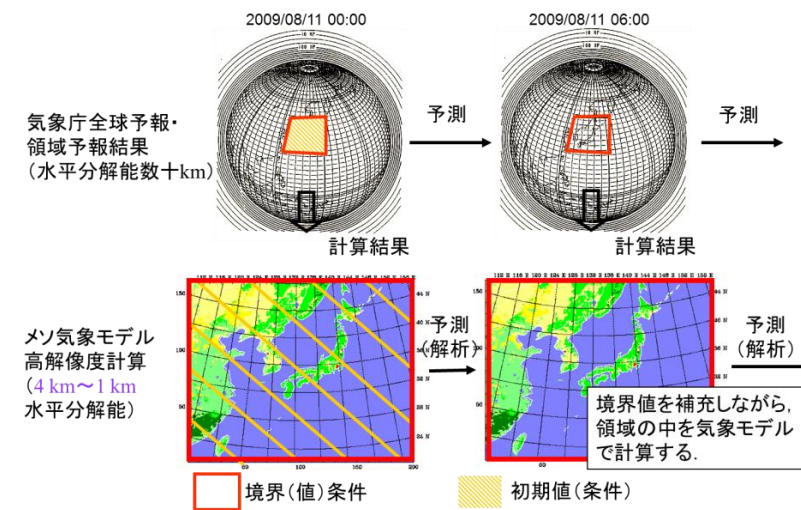 2009/08/11 00:00
2009/08/11 06:00
気象庁全球予報・
領域予報結果
（水平分解能数十km）
予測
予測
計算結果
計算結果
メソ気象モデル
高解像度計算
（4 km～1 km
水平分解能）
予測
（解析）
予測
（解析）
境界値を補充しながら,
領域の中を気象モデル
で計算する.
境界（値）条件
初期値（条件）